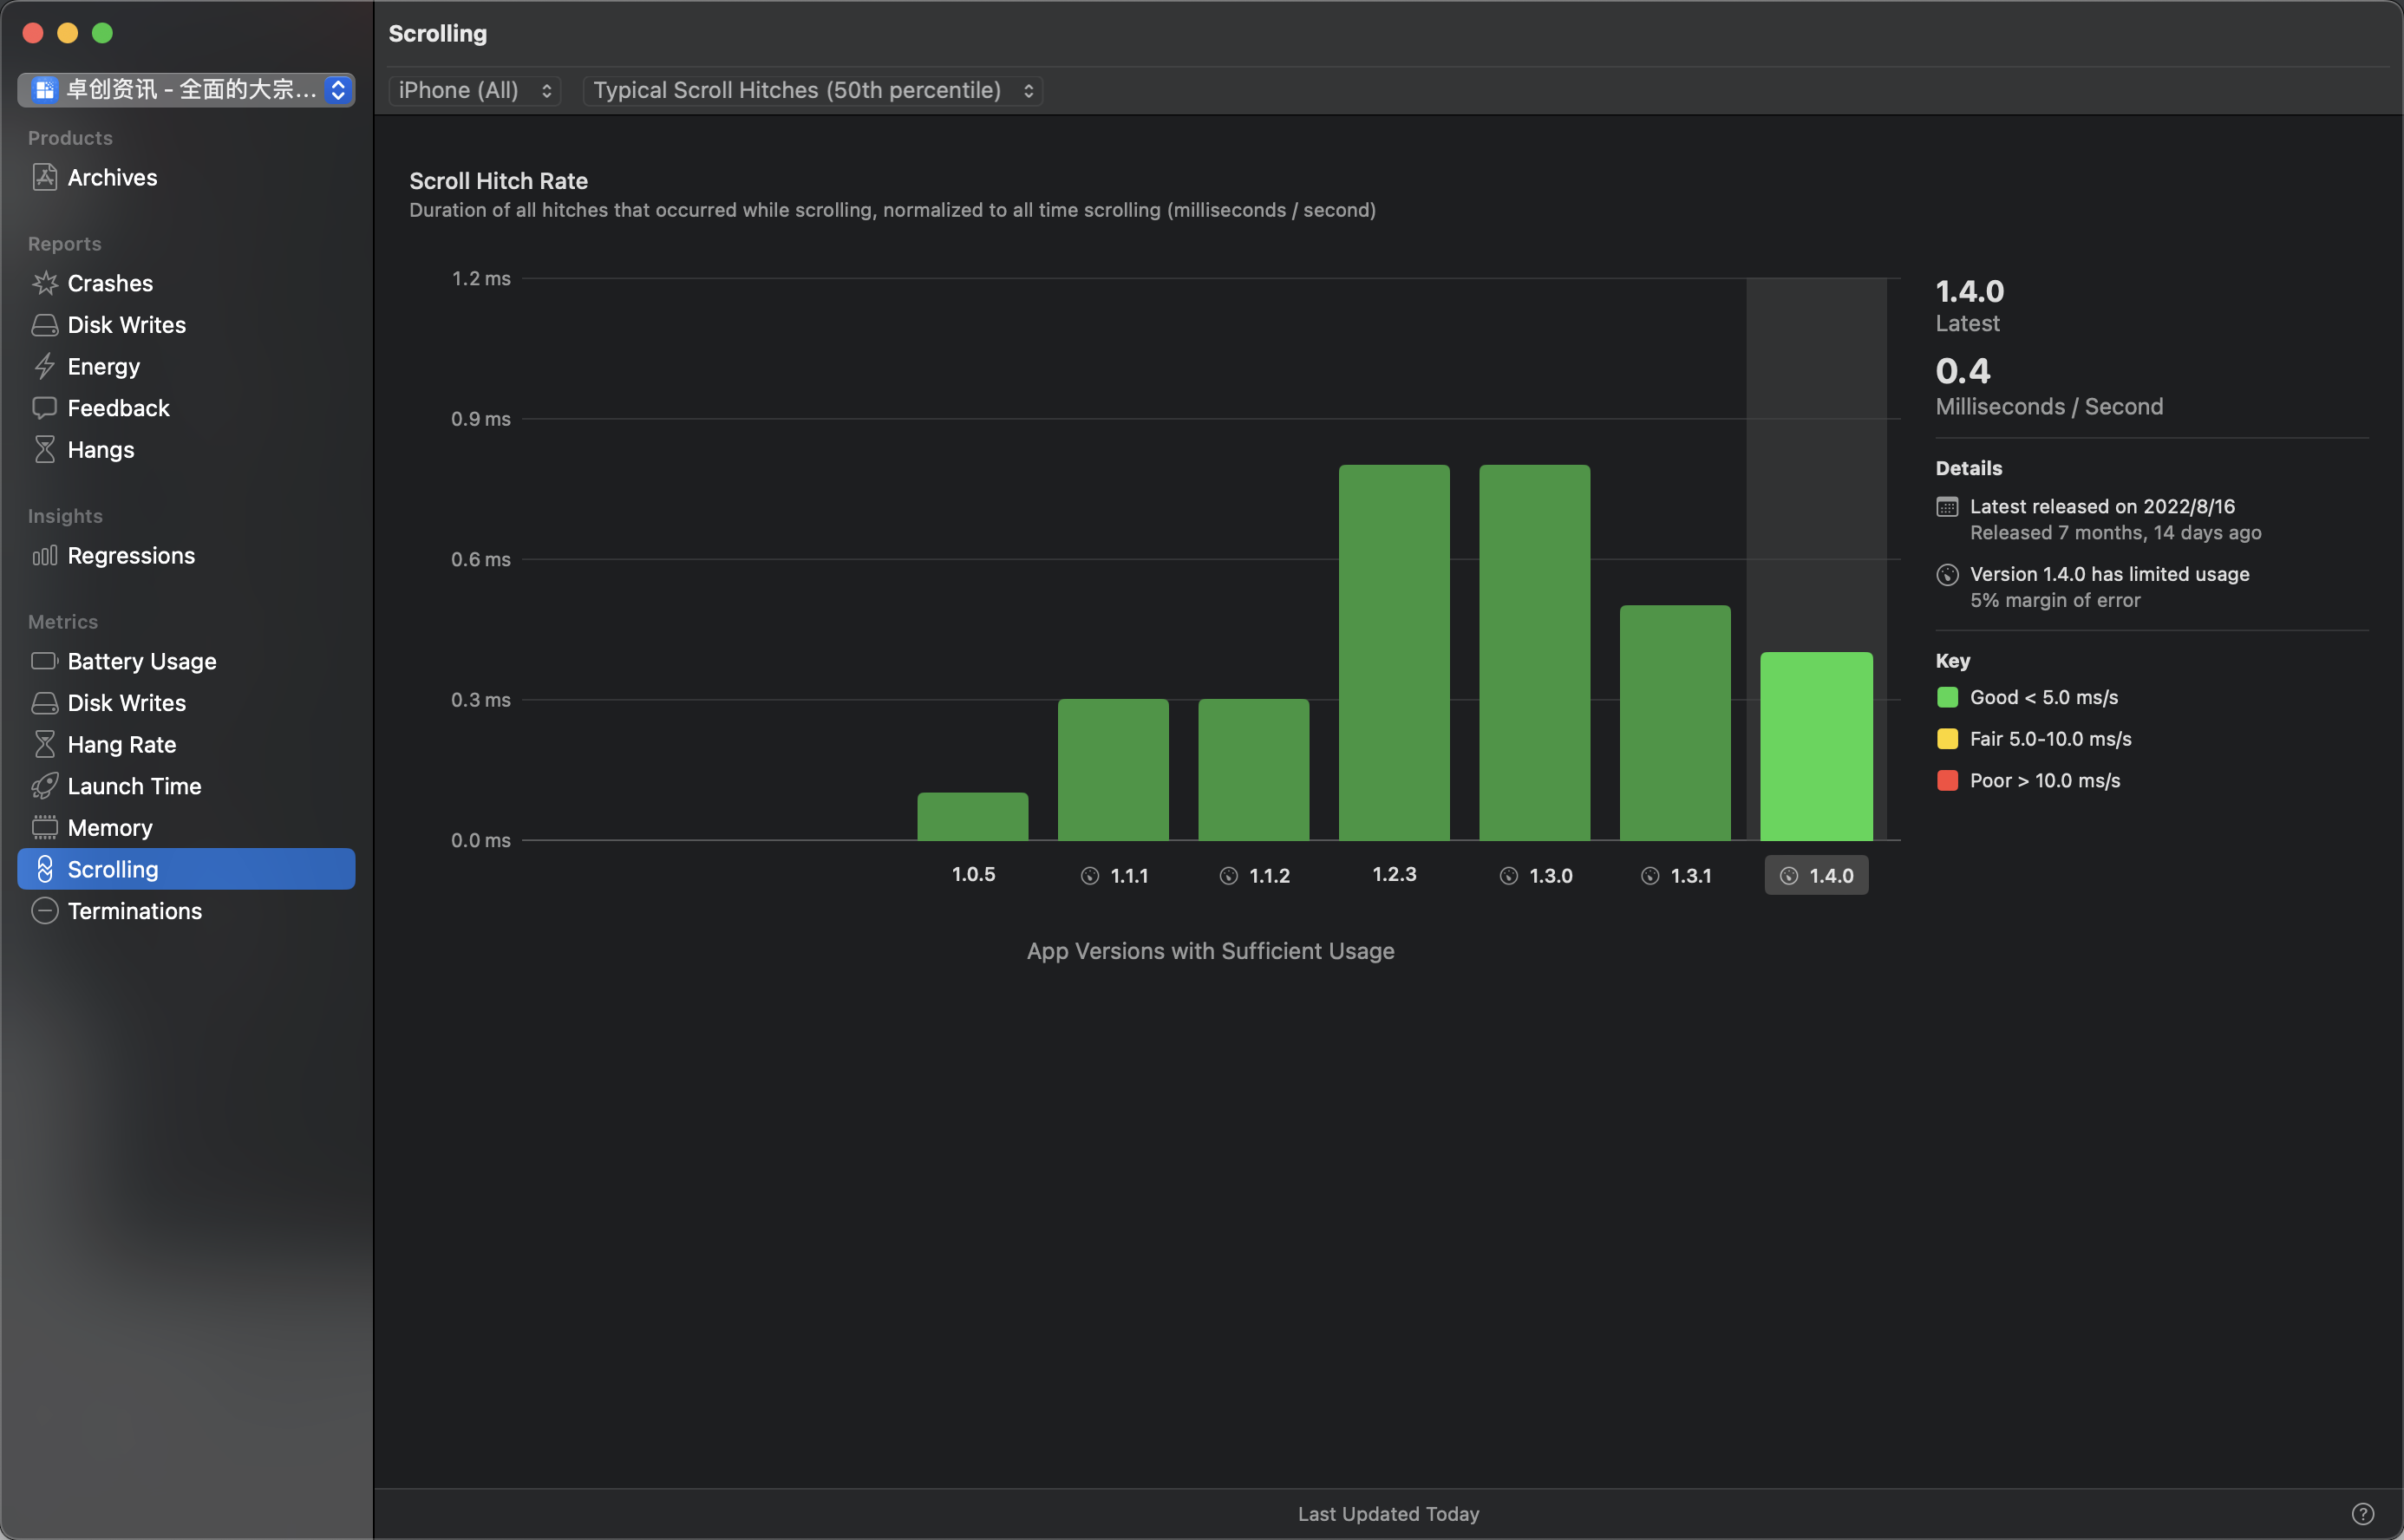 Scrolling
卓创资讯 - 全面的大宗...
iPhone (All)
Typical Scroll Hitches (50th percentile)
Products
Archives
Reports
Crashes
Disk Writes
Energy
Feedback
Hangs
Insights
Regressions
Metrics
Battery Usage
Disk Writes
Hang Rate
Launch Time
Memory
Scrolling
Terminations
Scroll Hitch Rate
Duration of all hitches that occurred while scrolling, normalized to all time scrolling (milliseconds / second)
1.2 ms
0.9 ms
0.6 ms
0.3 ms
0.0 ms
1.0.5
1.1.1
1.1.2
1.2.3
1.3.0
1.3.1
1.4.0
App Versions with Sufficient Usage
1.4.0
Latest
0.4
Milliseconds / Second
Details
Latest released on 2022/8/16
Released 7 months, 14 days ago
Version 1.4.0 has limited usage
5% margin of error
Key
Good < 5.0 ms/s
Fair 5.0-10.0 ms/s
Poor > 10.0 ms/s
Last Updated Today
?